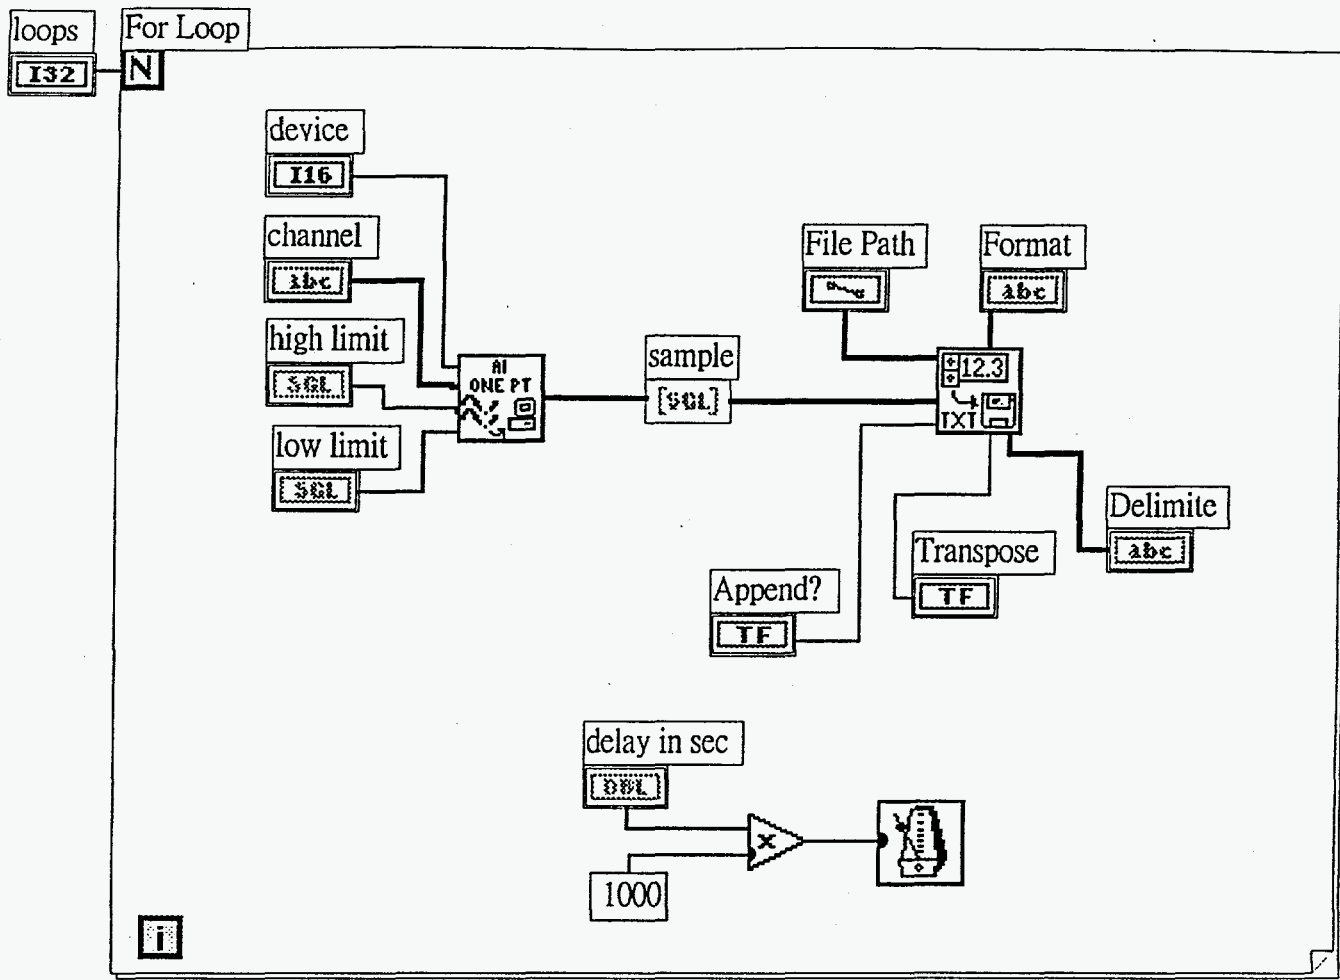 loops
For Loop
I32
N
device
I16
channel
abc
high limit
SGL
low limit
SGL
AI
ONE PT
sample
[SGL]
File Path
Format
abc
12.3
TXT
Delimite
abc
Transpose
TF
Append?
TF
delay in sec
DBL
x
1000
i